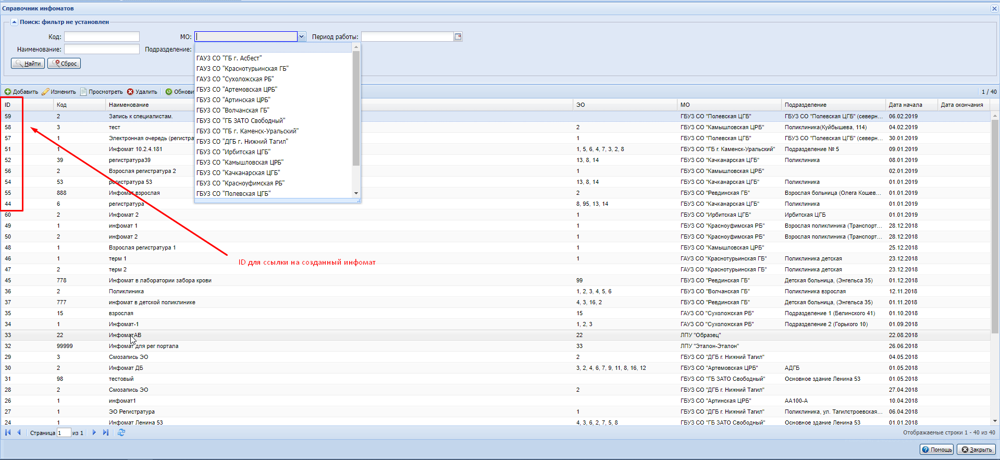 Справочник инфоматов
Поиск: фильтр не установлен
Код: МО: Период работы:
Наименование: Подразделение:
Найти Сброс
ГАУЗ СО "ГБ г. Асбест"
ГАУЗ СО "Краснотурьинская ГБ"
ГАУЗ СО "Сухоложская РБ"
ГБУЗ СО "Артемовская ЦРБ"
ГБУЗ СО "Артинская ЦРБ"
ГБУЗ СО "Волчанская ГБ"
ГБУЗ СО "ГБ ЗАТО Свободный"
ГБУЗ СО "ГБ г. Каменск-Уральский"
ГБУЗ СО "ДГБ г. Нижний Тагил"
ГБУЗ СО "Ирбитская ЦГБ"
ГБУЗ СО "Камышловская ЦРБ"
ГБУЗ СО "Качканарская ЦГБ"
ГБУЗ СО "Красноуфимская РБ"
ГБУЗ СО "Полевская ЦГБ"
Добавить Изменить Просмотреть Удалить Обнови 1 / 40
ID Код Наименование ЭО МО Подразделение Дата начала Дата окончания
59 2 Запись к специалистам. ГБУЗ СО "Полевская ЦГБ" ГБУЗ СО "Полевская ЦГБ" (северн... 06.02.2019
58 3 тест 2 ГБУЗ СО "Камышловская ЦРБ" Поликлиника(Куйбышева, 114) 04.02.2019
57 1 Электронная очередь (регистрат 1 ГБУЗ СО "Полевская ЦГБ" ГБУЗ СО "Полевская ЦГБ" (северн... 30.01.2019
51 1 Инфомат 10.2.4.181 1, 5, 6, 4, 7, 3, 2, 8 ГБУЗ СО "ГБ г. Каменск-Уральский" Подразделение № 5 09.01.2019
52 39 регистратура39 13, 8, 14 ГБУЗ СО "Качканарская ЦГБ" Поликлиника 08.01.2019
56 2 Взрослая регистратура 2 1 ГБУЗ СО "Камышловская ЦРБ" 02.01.2019
54 53 регистратура 53 13, 8, 14 ГБУЗ СО "Качканарская ЦГБ" Поликлиника 01.01.2019
55 888 Инфомат взрослая 2 ГБУЗ СО "Ревдинская ГБ" Взрослая больница (Олега Кошев... 01.01.2019
44 6 регистратура 8, 95, 13, 14 ГБУЗ СО "Качканарская ЦГБ" Поликлиника 01.01.2019
60 2 Инфомат 2 1 ГБУЗ СО "Ирбитская ЦГБ" Ирбитская ЦГБ 01.01.2019
49 1 инфомат 1 1 ГБУЗ СО "Красноуфимская РБ" Взрослая поликлиника (Транспорт... 28.12.2018
50 2 инфомат 2 1 ГБУЗ СО "Красноуфимская РБ" Взрослая поликлиника (Транспорт... 28.12.2018
48 1 Взрослая регистратура 1 1 ГБУЗ СО "Камышловская ЦРБ" 25.12.2018
46 1 терм 1 1 ГАУЗ СО "Краснотурьинская ГБ" Поликлиника детская 23.12.2018
ID для ссылки на созданный инфомат
47 2 терм 2 ГАУЗ СО "Краснотурьинская ГБ" Поликлиника детская 23.12.2018
45 778 Инфомат в лаборатории забора крови 99 ГБУЗ СО "Ревдинская ГБ" Детская больница, (Энгельса 35) 01.12.2018
36 2 Поликлиника 1, 2, 3, 4, 5, 6 ГБУЗ СО "Волчанская ГБ" Поликлиника взрослая 12.11.2018
37 777 инфомат в детской поликлинике 4, 3, 16, 2 ГБУЗ СО "Ревдинская ГБ" Детская больница, (Энгельса 35) 01.11.2018
35 15 взрослая 15 ГАУЗ СО "Сухоложская РБ" Подразделение 1 (Белинского 41) 01.10.2018
34 1 Инфомат-1 1, 2, 3 ГАУЗ СО "Сухоложская РБ" Подразделение 2 (Горького 10) 01.09.2018
33 22 ИнфоматАВ 22 ЛПУ "Образец" 22.08.2018
32 99999 Инфомат для рег портала 33 ЛПУ "Эталон-Эталон" 26.06.2018
29 3 Смозапись ЭО 2 ГБУЗ СО "ДГБ г. Нижний Тагил" 04.05.2018
30 2 Инфомат ДБ 3, 2, 4, 6, 7, 9, 11, 8, 16, 12 ГБУЗ СО "Артемовская ЦРБ" АДГБ 01.05.2018
31 98 тестовый ГБУЗ СО "ГБ ЗАТО Свободный" Основное здание Ленина 53 01.05.2018
28 2 Смозапись ЭО 2 ГБУЗ СО "ДГБ г. Нижний Тагил" 27.04.2018
26 1 инфомат1 ГБУЗ СО "Артинская ЦРБ" АА100-А 10.04.2018
27 1 ЭО Регистратура 1 ГБУЗ СО "ДГБ г. Нижний Тагил" Поликлиника, ул. Тагилстроевская... 06.04.2018
24 1 Инфомат Ленина 53 4, 3, 6, 2, 7, 5, 8 ГБУЗ СО "ГБ ЗАТО Свободный" Основное здание Ленина 53 01.01.2018
Страница 1 из 1 Отображаемые строки 1 - 40 из 40
Помощь Закрыть